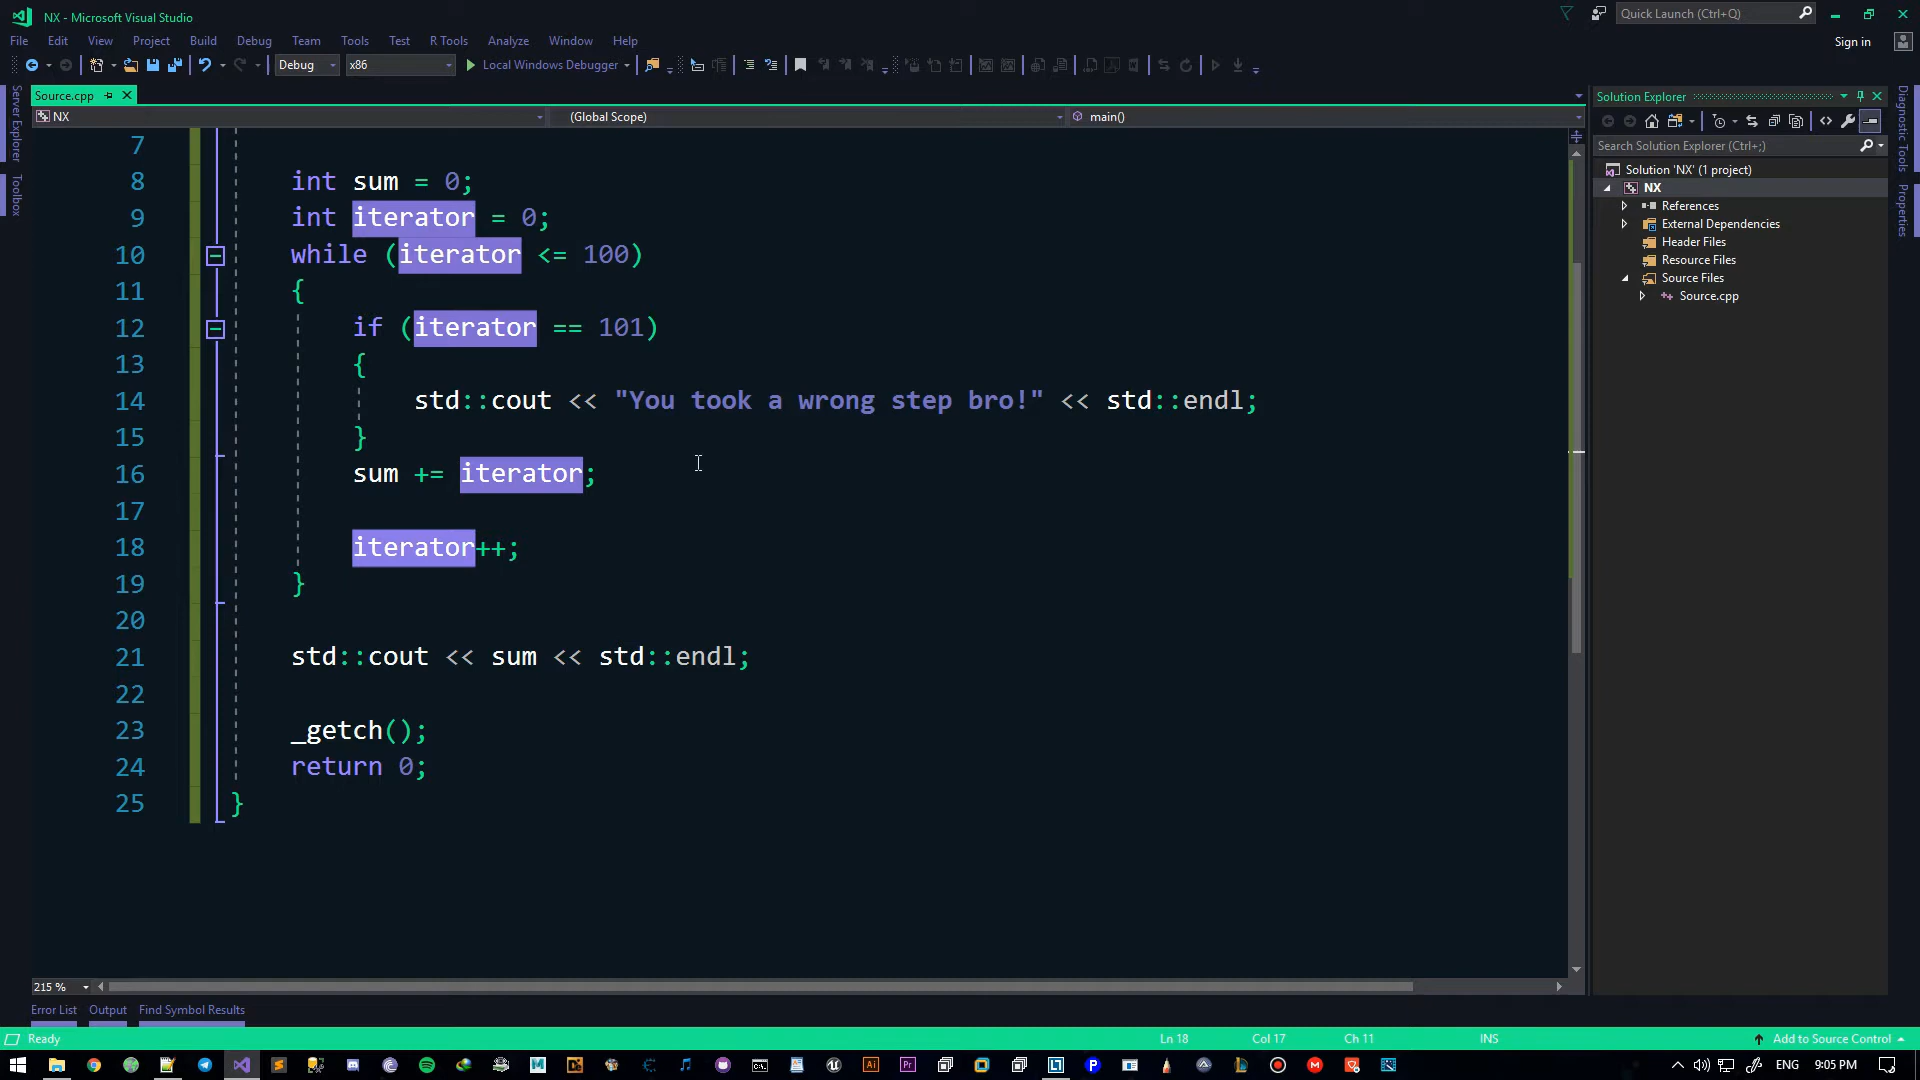 NX - Microsoft Visual Studio
Quick Launch (Ctrl+Q)
File Edit View Project Build Debug Team Tools Test R Tools Analyze Window Help
Sign in
Debug x86 Local Windows Debugger
Server Explorer
Toolbox
Source.cpp
NX (Global Scope) main()
7
8 int sum = 0;
9 int iterator = 0;
10 while (iterator <= 100)
11 {
12 if (iterator == 101)
13 {
14 std::cout << "You took a wrong step bro!" << std::endl;
15 }
16 sum += iterator;
17
18 iterator++;
19 }
20
21 std::cout << sum << std::endl;
22
23 _getch();
24 return 0;
25 }
215 %
Solution Explorer
Search Solution Explorer (Ctrl+;)
Solution 'NX' (1 project)
NX
References
External Dependencies
Header Files
Resource Files
Source Files
Source.cpp
Diagnostic Tools
Properties
Error List Output Find Symbol Results
Ready Ln 18 Col 17 Ch 11 INS Add to Source Control
ENG 9:05 PM